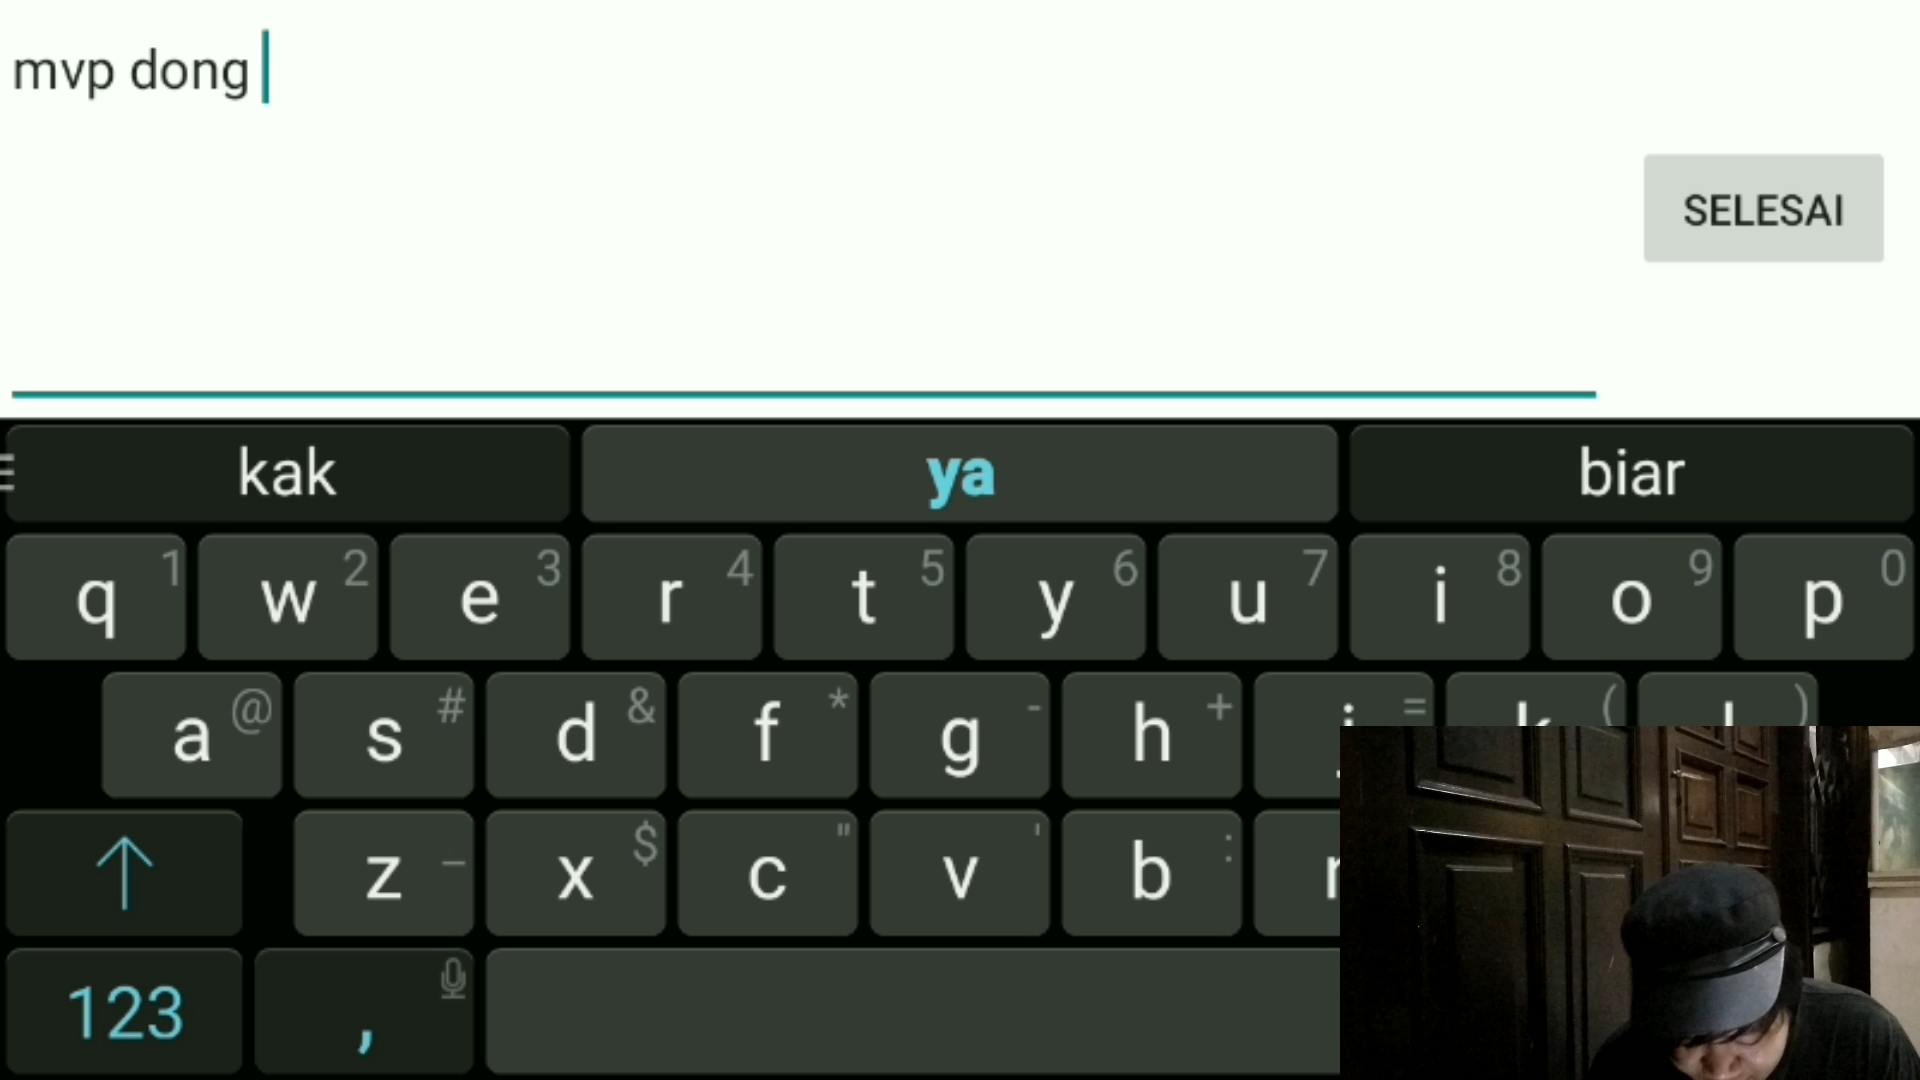 mvp dong
SELESAI
kak ya biar
q 1 w 2 e 3 r 4 t 5 y 6 u 7 i 8 o 9 p 0
a @ s # d & f * g - h + = ( )
z _ x $ c " v ' b :
123 ,